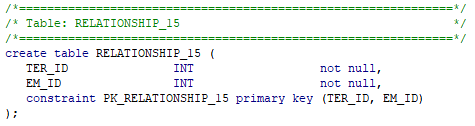 /*==============================================================*/
/* Table: RELATIONSHIP_15                                       */
/*==============================================================*/
create table RELATIONSHIP_15 (
   TER_ID               INT                  not null,
   EM_ID                INT                  not null,
   constraint PK_RELATIONSHIP_15 primary key (TER_ID, EM_ID)
);